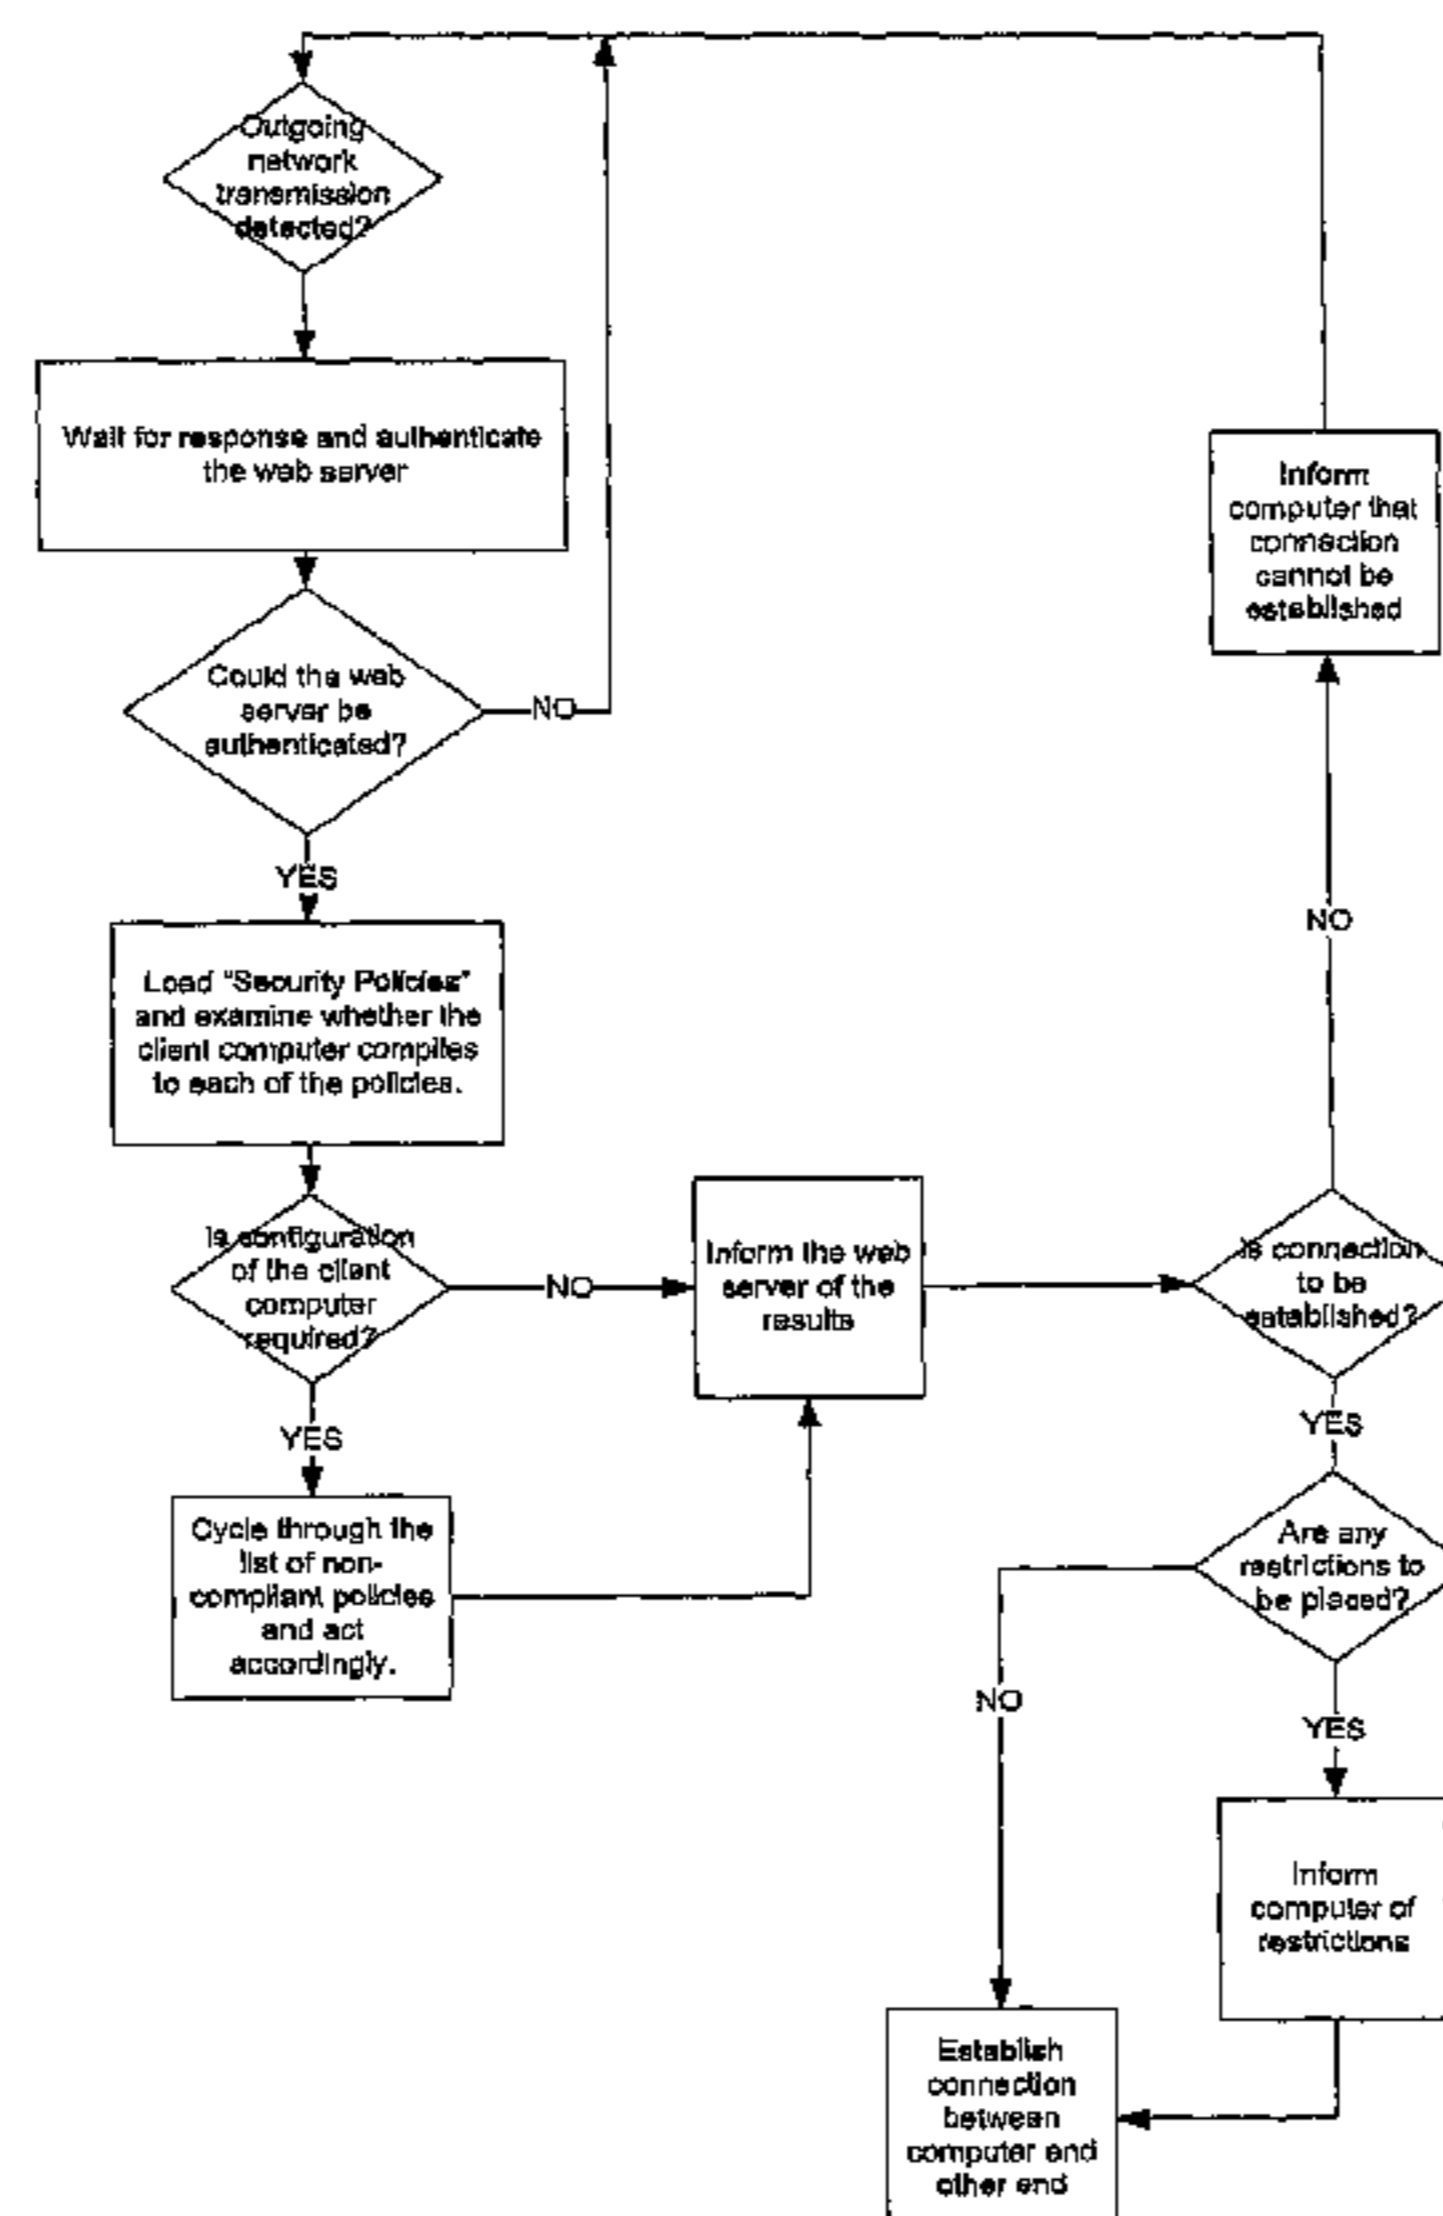 Outgoing
network
transmission
detected?
Wait for response and authenticate
the web server
Could the web
server be
authenticated?
NO
YES
Load "Security Policies"
and examine whether the
client computer complies
to each of the policies.
Is configuration
of the client
computer
required?
NO
YES
Cycle through the
list of non-
compliant policies
and act
accordingly.
Inform the web
server of the
results
Is connection
to be
established?
NO
Inform
computer that
connection
cannot be
established
YES
Are any
restrictions to
be placed?
NO
YES
Inform
computer of
restrictions
Establish
connection
between
computer end
other end